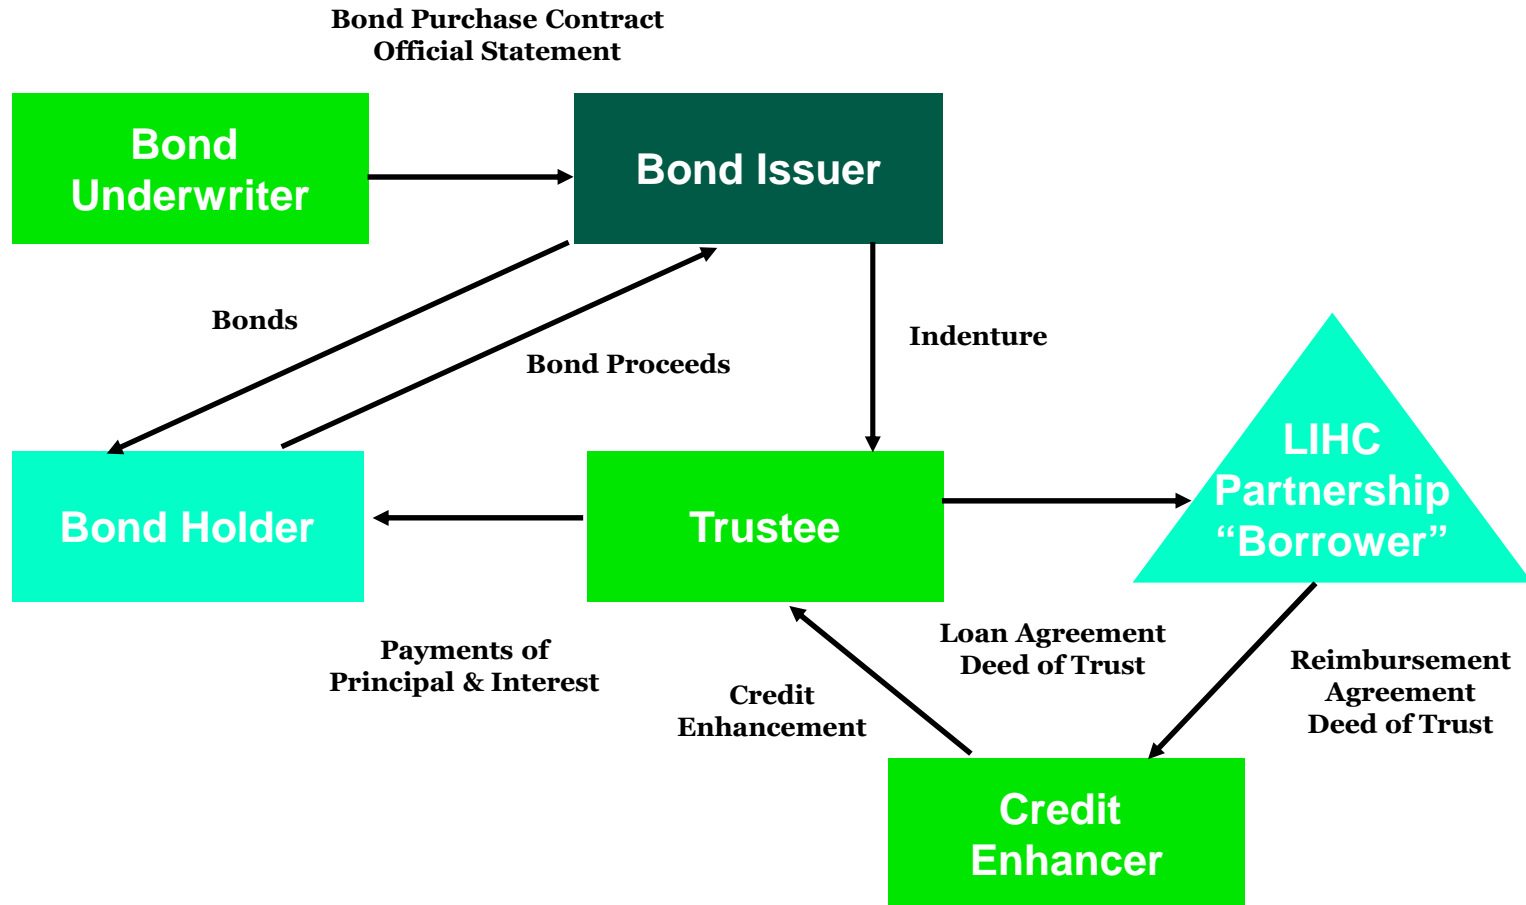 Bond Purchase Contract
Official Statement
Bond
Underwriter
Bond Issuer
Bonds
Bond Proceeds
Indenture
LIHC
Partnership
“Borrower”
Bond Holder
Trustee
Payments of
Principal & Interest
Credit
Enhancement
Loan Agreement
Deed of Trust
Reimbursement
Agreement
Deed of Trust
Credit
Enhancer